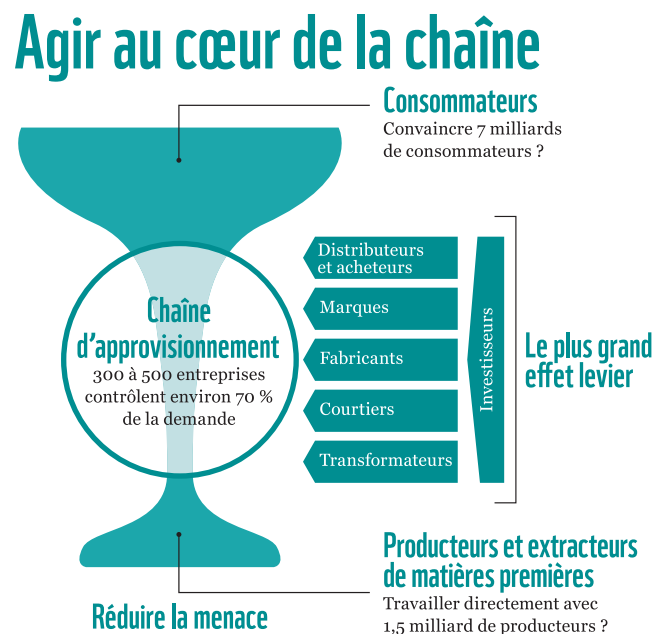 Agir au cœur de la chaîne
Consommateurs
Convaincre 7 milliards
de consommateurs ?
Distributeurs
et acheteurs
Marques
Fabricants
Courtiers
Transformateurs
Investisseurs
Le plus grand
effet levier
Chaîne
d’approvisionnement
300 à 500 entreprises
contrôlent environ 70 %
de la demande
Producteurs et extracteurs
de matières premières
Travailler directement avec
1,5 milliard de producteurs ?
Réduire la menace